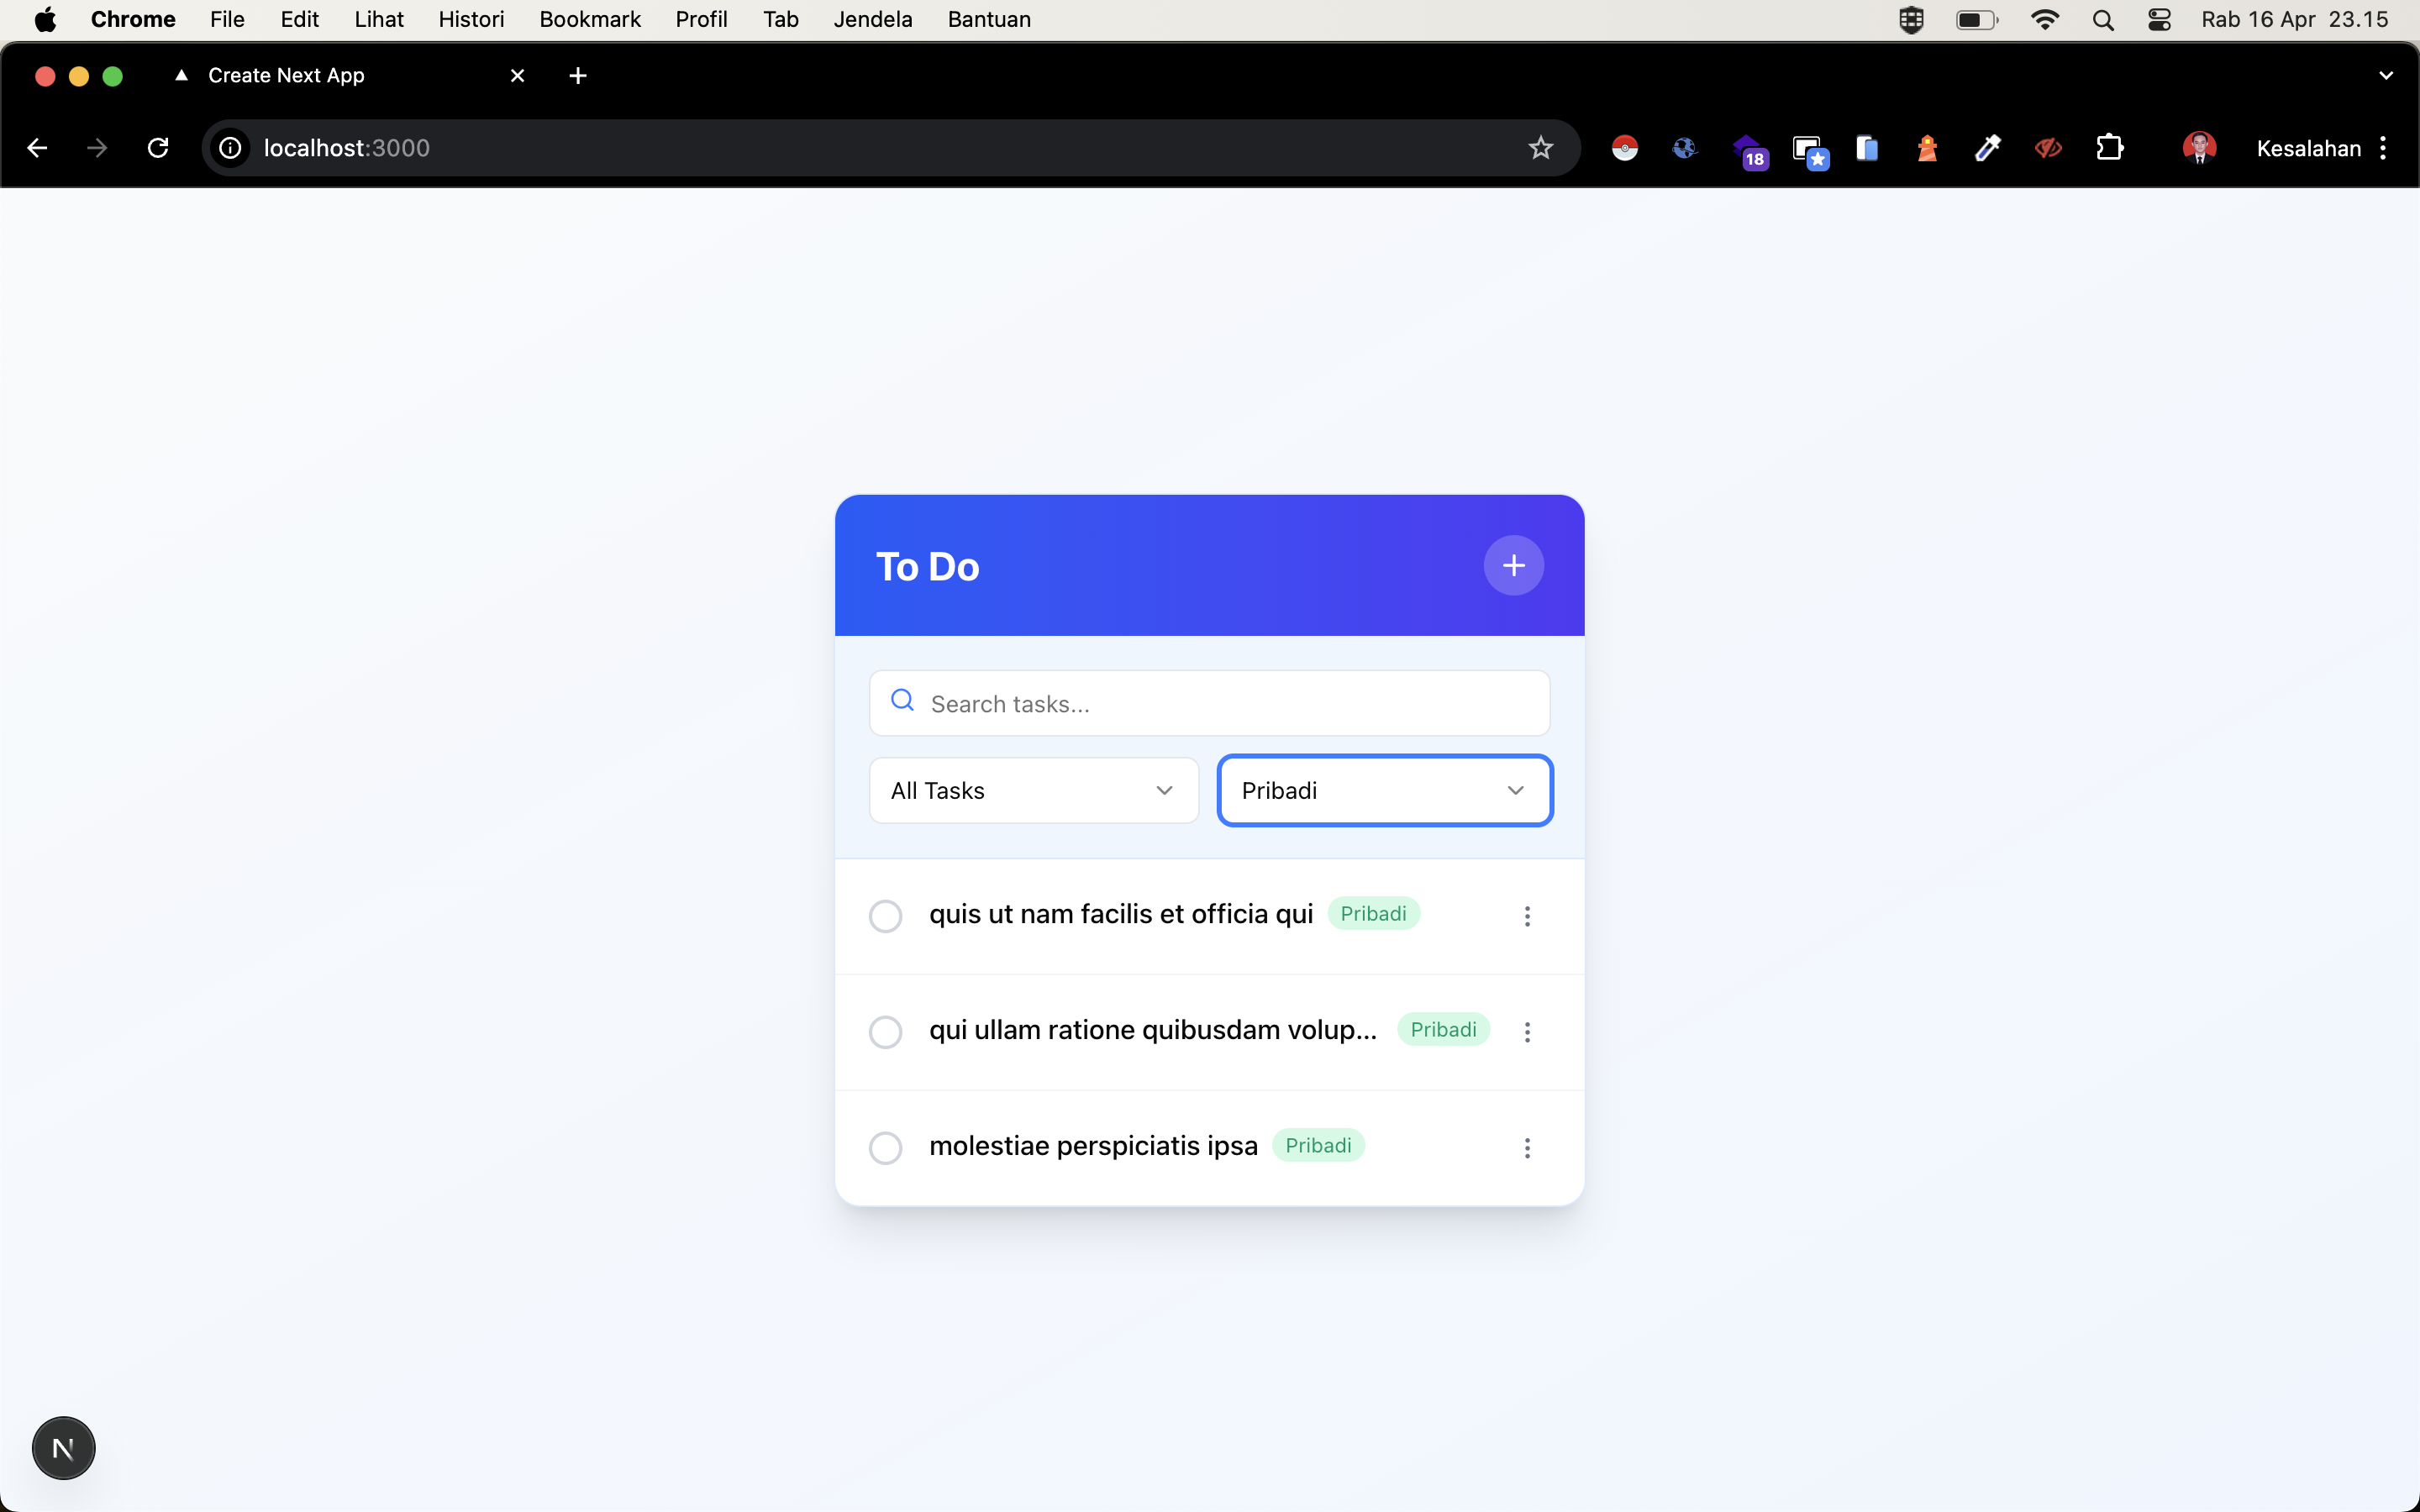 Chrome File Edit Lihat Histori Bookmark Profil Tab Jendela Bantuan Rab 16 Apr 23.15
Create Next App
localhost:3000 18 Kesalahan
To Do
Search tasks...
All Tasks Pribadi
quis ut nam facilis et officia qui Pribadi
qui ullam ratione quibusdam volup... Pribadi
molestiae perspiciatis ipsa Pribadi
N